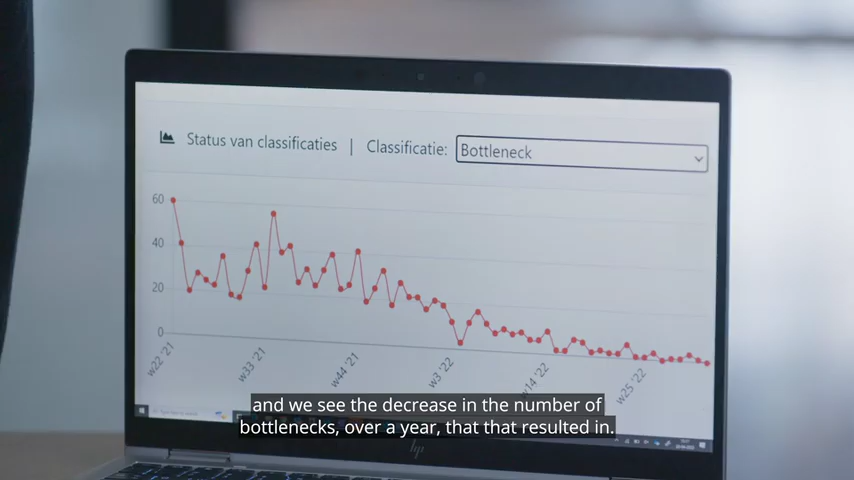 Status van classificaties | Classificatie: Bottleneck
60
40
20
0
w22 '21
w33 '21
w44 '21
w3 '22
w14 '22
w25 '22
and we see the decrease in the number of
bottlenecks, over a year, that that resulted in.
hp